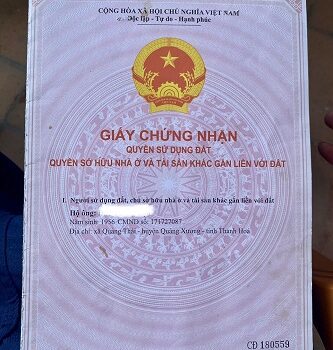 CỘNG HÒA XÃ HỘI CHỦ NGHĨA VIỆT NAM
Độc lập - Tự do - Hạnh phúc
GIẤY CHỨNG NHẬN
QUYỀN SỬ DỤNG ĐẤT
QUYỀN SỞ HỮU NHÀ Ở VÀ TÀI SẢN KHÁC GẮN LIỀN VỚI ĐẤT
I. Người sử dụng đất, chủ sở hữu nhà ở và tài sản khác gắn liền với đất
Hộ ông:
Năm sinh: 1956-CMND số: 171727087
Địa chỉ: xã Quảng Thái - huyện Quảng Xương - tỉnh Thanh Hoá
CĐ 180559